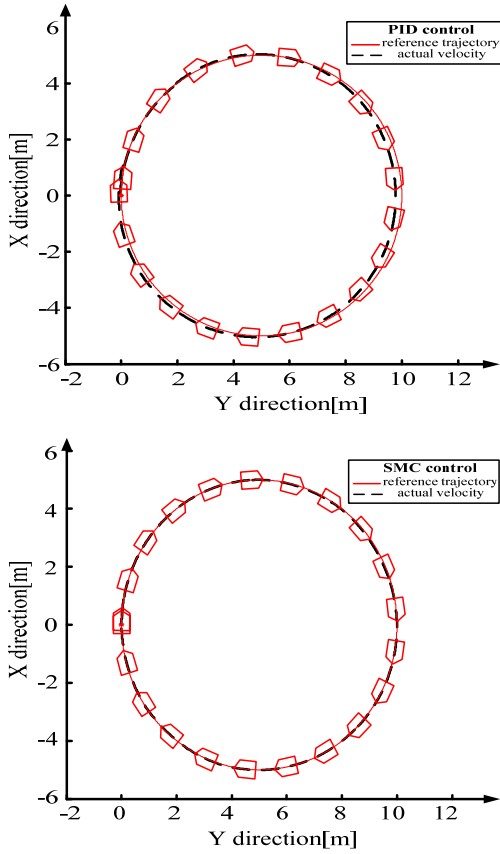 6
PID control
reference trajectory
actual velocity
4
2
0
-2
-4
-6
X direction[m]
-2 0 2 4 6 8 10 12
Y direction[m]
6
SMC control
reference trajectory
actual velocity
4
2
0
-2
-4
-6
X direction[m]
-2 0 2 4 6 8 10 12
Y direction[m]